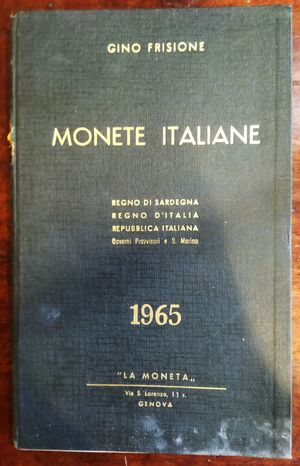 GINO FRISIONE
MONETE ITALIANE
REGNO DI SARDEGNA
REGNO D'ITALIA
REPUBBLICA ITALIANA
Governi Provvisori e S. Marino
1965
"LA MONETA„
Via S. Lorenzo, 11 r.
GENOVA